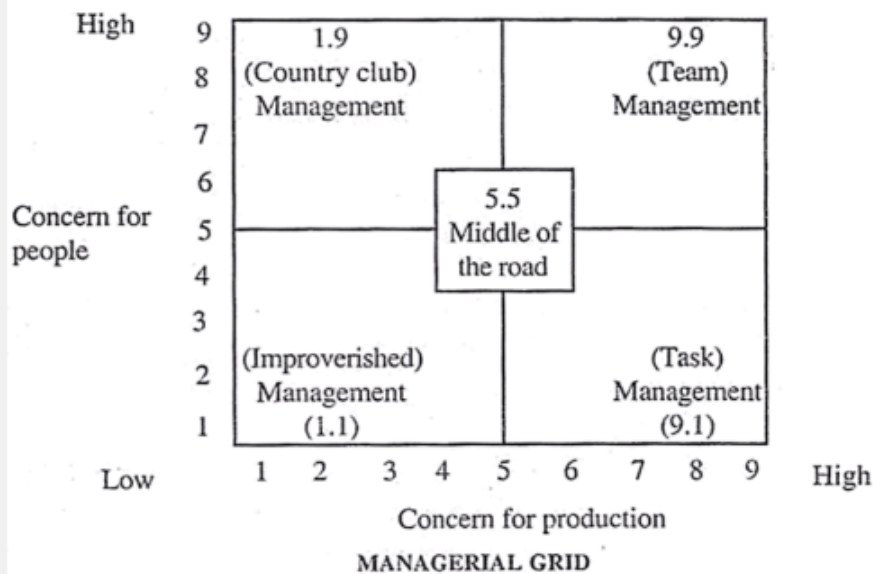 High
9
1.9
9.9
8
(Country club)
(Team)
Management
Management
7
6
5.5
Concern for
people
5
Middle of
the road
4
3
(Improverished)
(Task)
2
Management
Management
1
(1.1)
(9.1)
Low
1 2 3 4 5 6 7 8 9
High
Concern for production
MANAGERIAL GRID